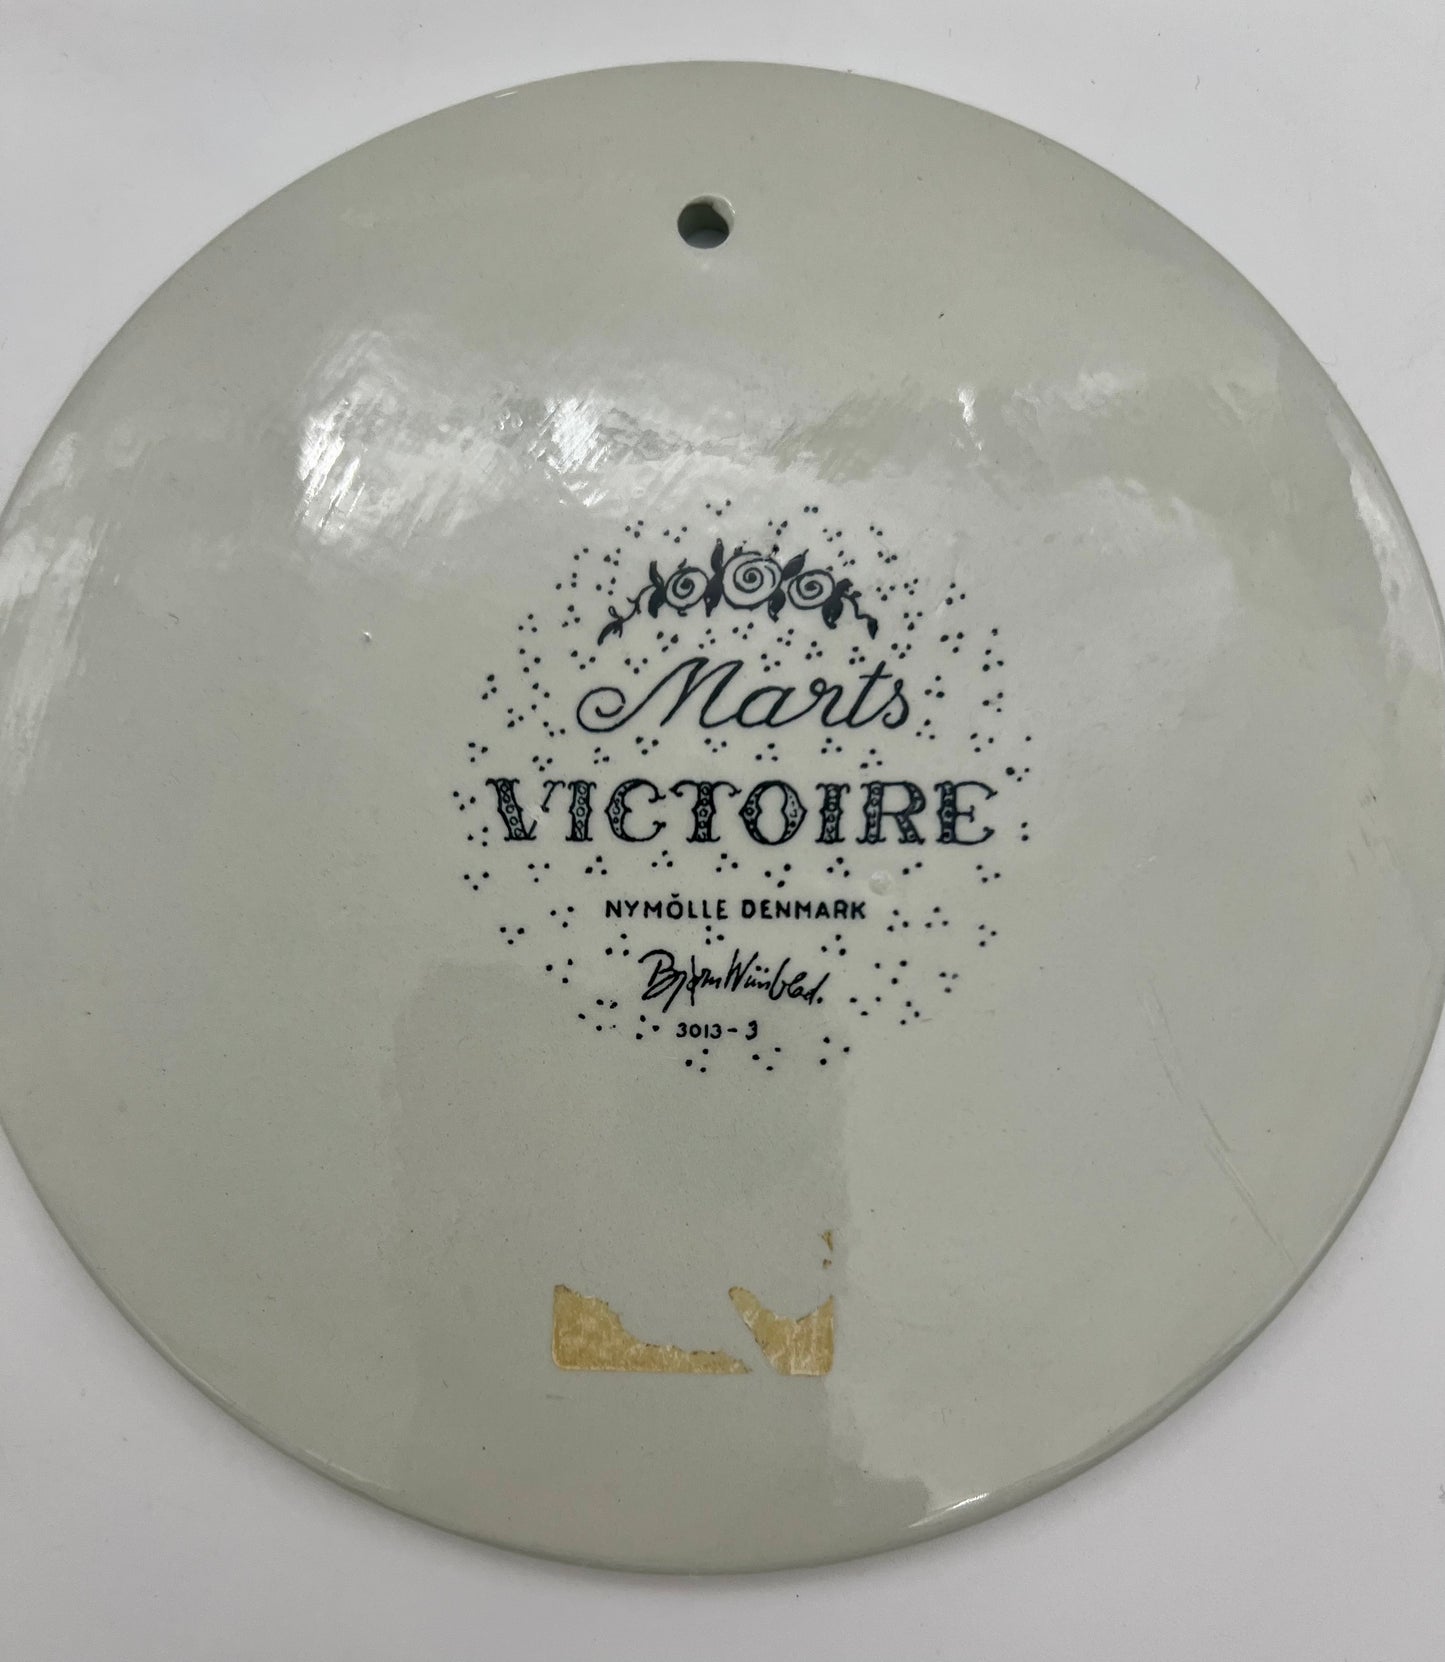 Marts
VICTOIRE
NYMÖLLE DENMARK
Bjørn Wiinblad.
3013-3